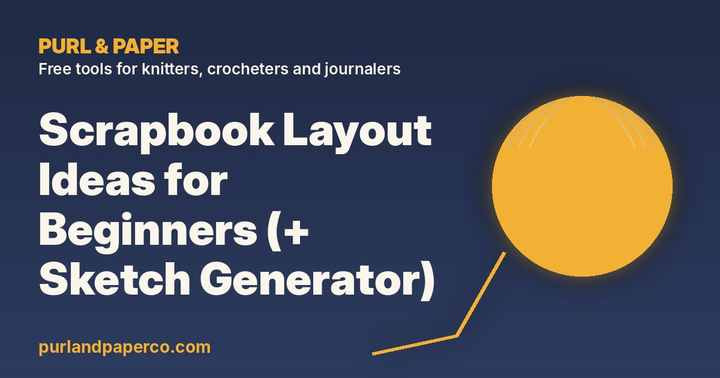 PURL & PAPER
Free tools for knitters, crocheters and journalers
Scrapbook Layout
Ideas for
Beginners (+
Sketch Generator)
purlandpaperco.com